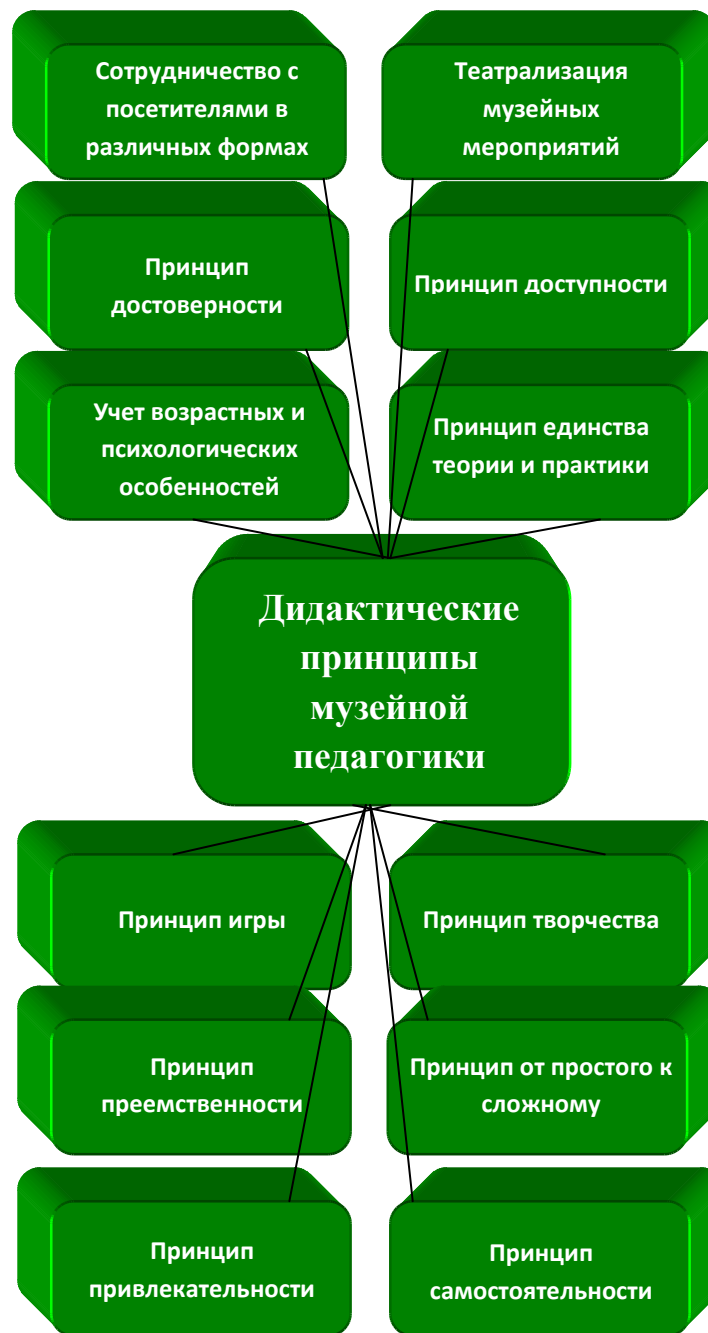 Сотрудничество с
посетителями в
различных формах
Театрализация
музейных
мероприятий
Принцип
достоверности
Принцип доступности
Учет возрастных и
психологических
особенностей
Принцип единства
теории и практики
Дидактические
принципы
музейной
педагогики
Принцип игры
Принцип творчества
Принцип
преемственности
Принцип от простого к
сложному
Принцип
привлекательности
Принцип
самостоятельности